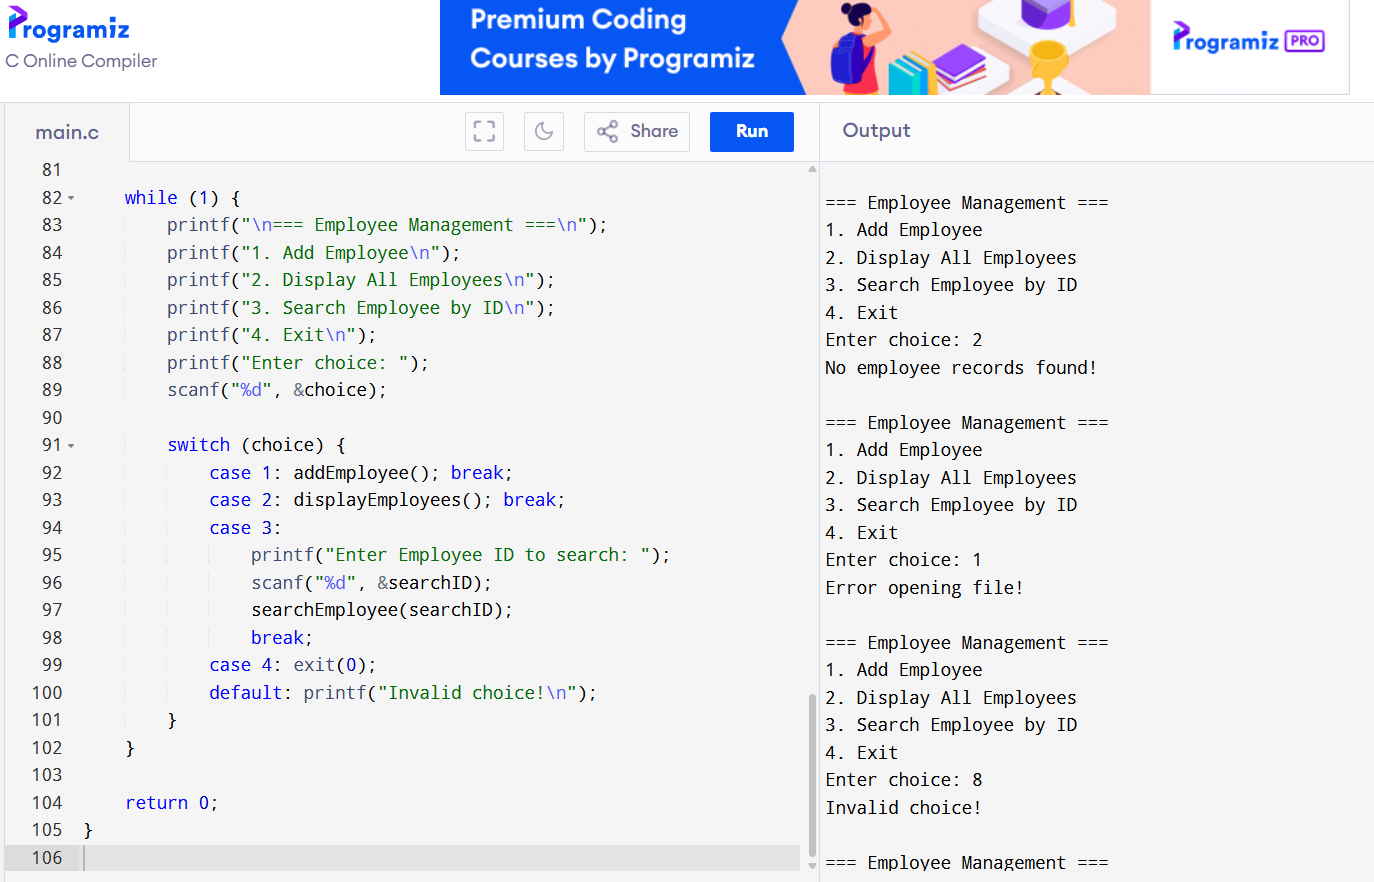 Programiz
C Online Compiler
Premium Coding
Courses by Programiz
Programiz PRO
main.c
Share
Run
Output
81
82 while (1) {
83 printf("\n=== Employee Management ===\n");
84 printf("1. Add Employee\n");
85 printf("2. Display All Employees\n");
86 printf("3. Search Employee by ID\n");
87 printf("4. Exit\n");
88 printf("Enter choice: ");
89 scanf("%d", &choice);
90
91 switch (choice) {
92 case 1: addEmployee(); break;
93 case 2: displayEmployees(); break;
94 case 3:
95 printf("Enter Employee ID to search: ");
96 scanf("%d", &searchID);
97 searchEmployee(searchID);
98 break;
99 case 4: exit(0);
100 default: printf("Invalid choice!\n");
101 }
102 }
103
104 return 0;
105 }
106
=== Employee Management ===
1. Add Employee
2. Display All Employees
3. Search Employee by ID
4. Exit
Enter choice: 2
No employee records found!
=== Employee Management ===
1. Add Employee
2. Display All Employees
3. Search Employee by ID
4. Exit
Enter choice: 1
Error opening file!
=== Employee Management ===
1. Add Employee
2. Display All Employees
3. Search Employee by ID
4. Exit
Enter choice: 8
Invalid choice!
=== Employee Management ===